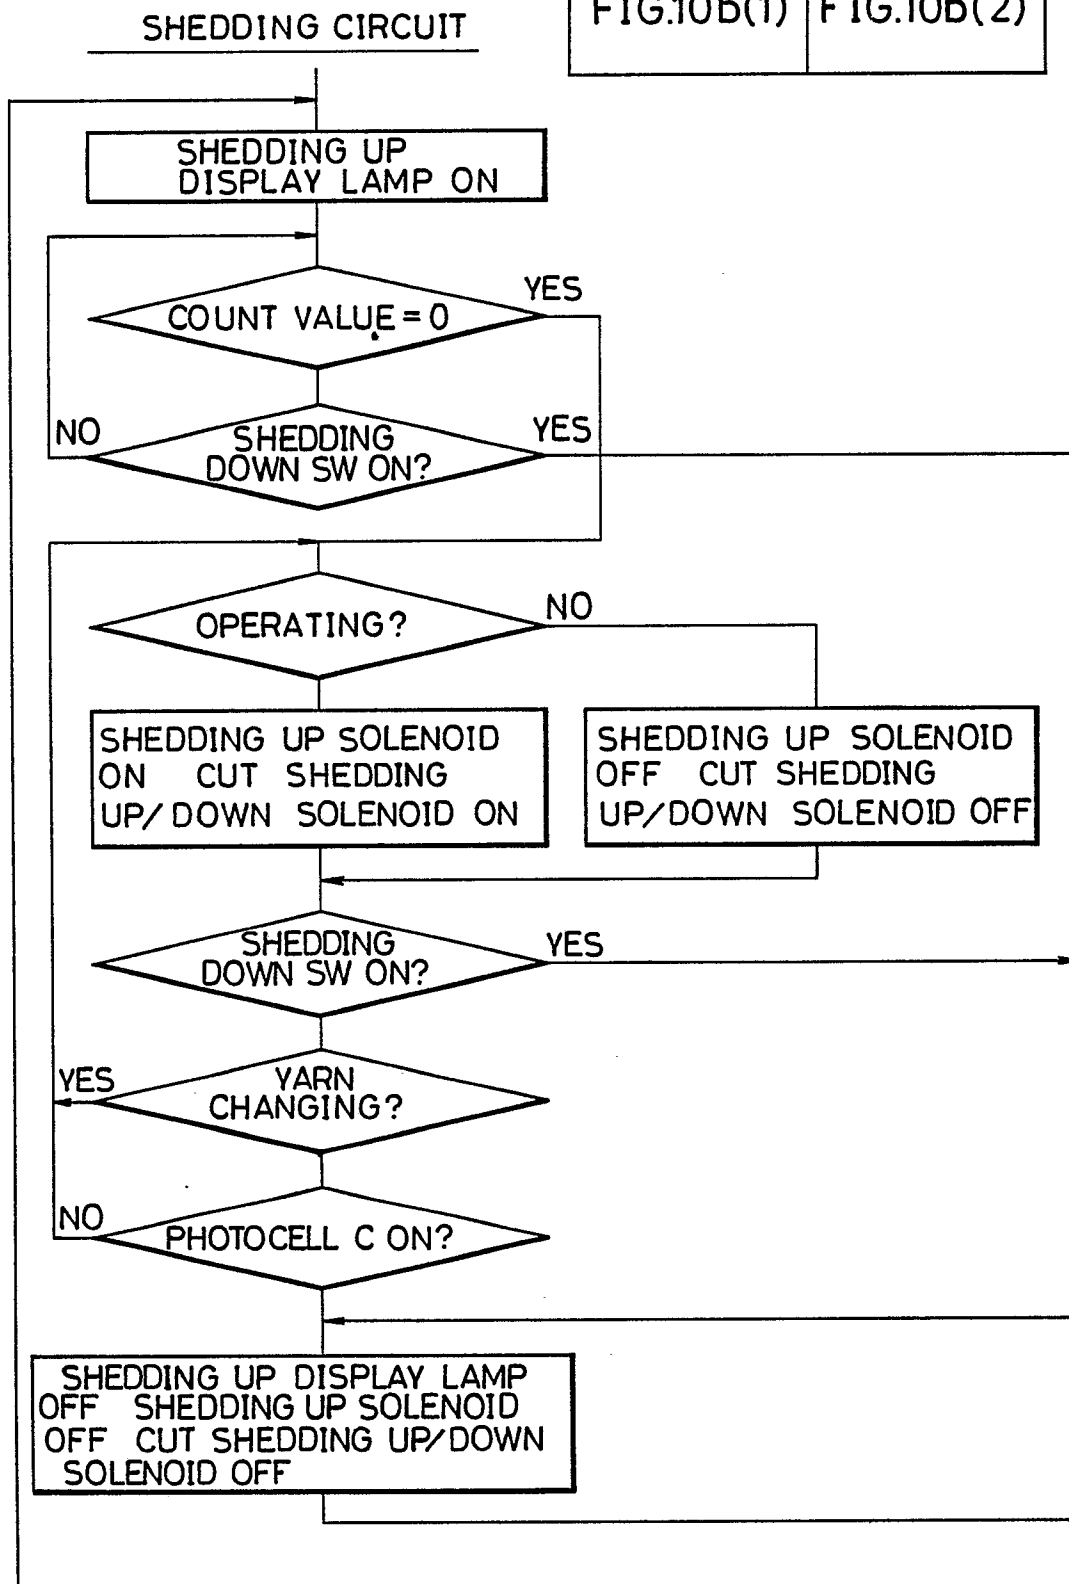 SHEDDING CIRCUIT
FIG.10b(1) FIG.10b(2)
SHEDDING UP
DISPLAY LAMP ON
COUNT VALUE = 0
YES
NO
SHEDDING
DOWN SW ON?
YES
OPERATING?
NO
SHEDDING UP SOLENOID
ON CUT SHEDDING
UP/DOWN SOLENOID ON
SHEDDING UP SOLENOID
OFF CUT SHEDDING
UP/DOWN SOLENOID OFF
SHEDDING
DOWN SW ON?
YES
YES
YARN
CHANGING?
NO
PHOTOCELL C ON?
SHEDDING UP DISPLAY LAMP
OFF SHEDDING UP SOLENOID
OFF CUT SHEDDING UP/DOWN
SOLENOID OFF